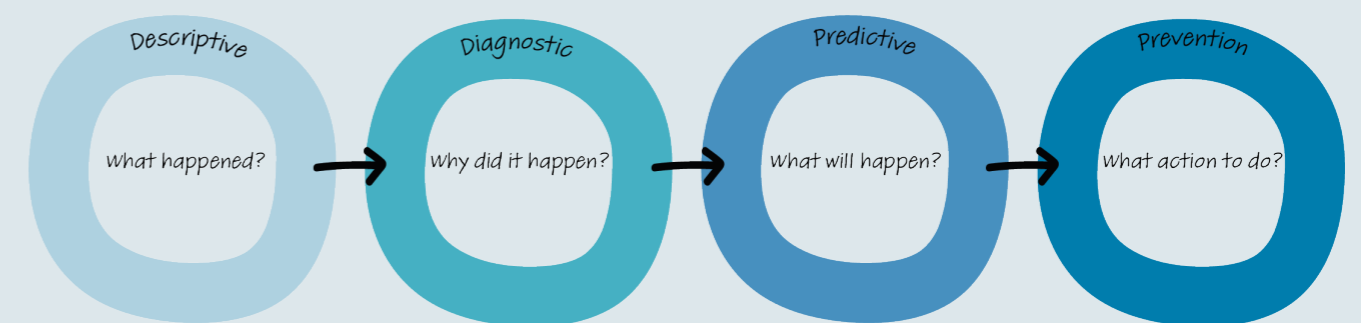 Descriptive
What happened?
Diagnostic
Why did it happen?
Predictive
What will happen?
Prevention
What action to do?